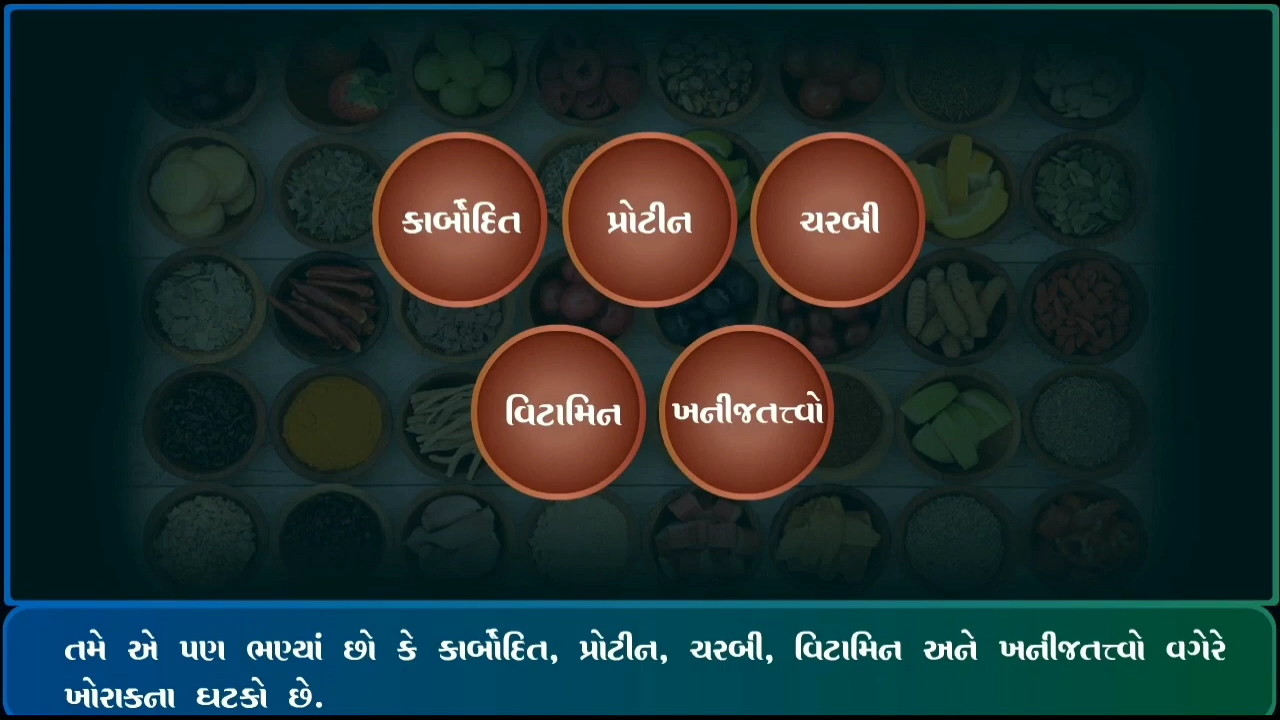 કાર્બોદિત
પ્રોટીન
ચરબી
વિટામિન
ખનીજતત્ત્વો
તમે એ પણ ભણ્યાં છો કે કાર્બોદિત, પ્રોટીન, ચરબી, વિટામિન અને ખનીજતત્ત્વો વગેરે
ખોરાકના ઘટકો છે.